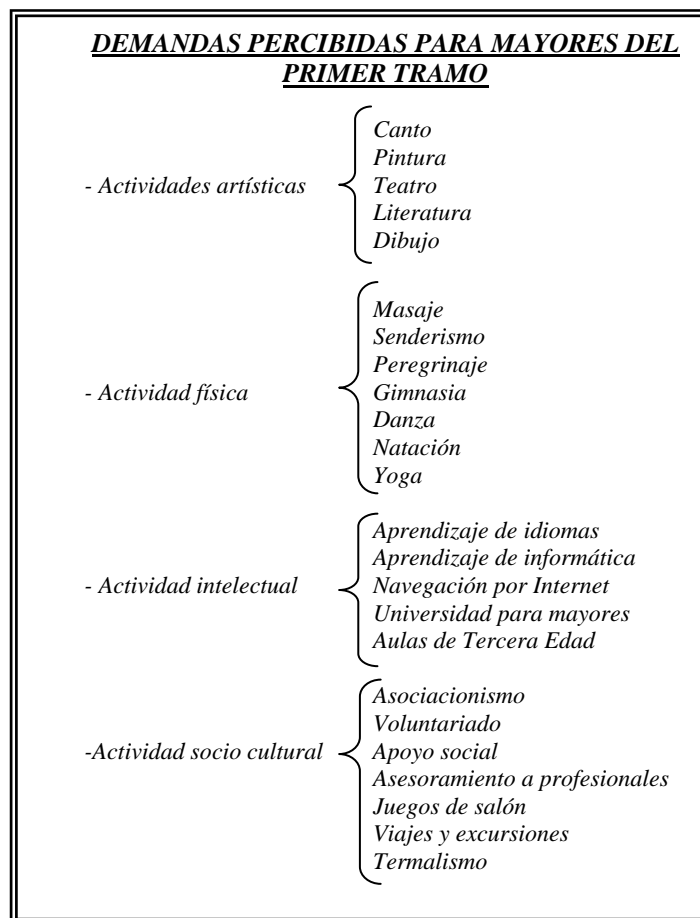 DEMANDAS PERCIBIDAS PARA MAYORES DEL
PRIMER TRAMO
- Actividades artísticas
Canto
Pintura
Teatro
Literatura
Dibujo
- Actividad física
Masaje
Senderismo
Peregrinaje
Gimnasia
Danza
Natación
Yoga
- Actividad intelectual
Aprendizaje de idiomas
Aprendizaje de informática
Navegación por Internet
Universidad para mayores
Aulas de Tercera Edad
-Actividad socio cultural
Asociacionismo
Voluntariado
Apoyo social
Asesoramiento a profesionales
Juegos de salón
Viajes y excursiones
Termalismo